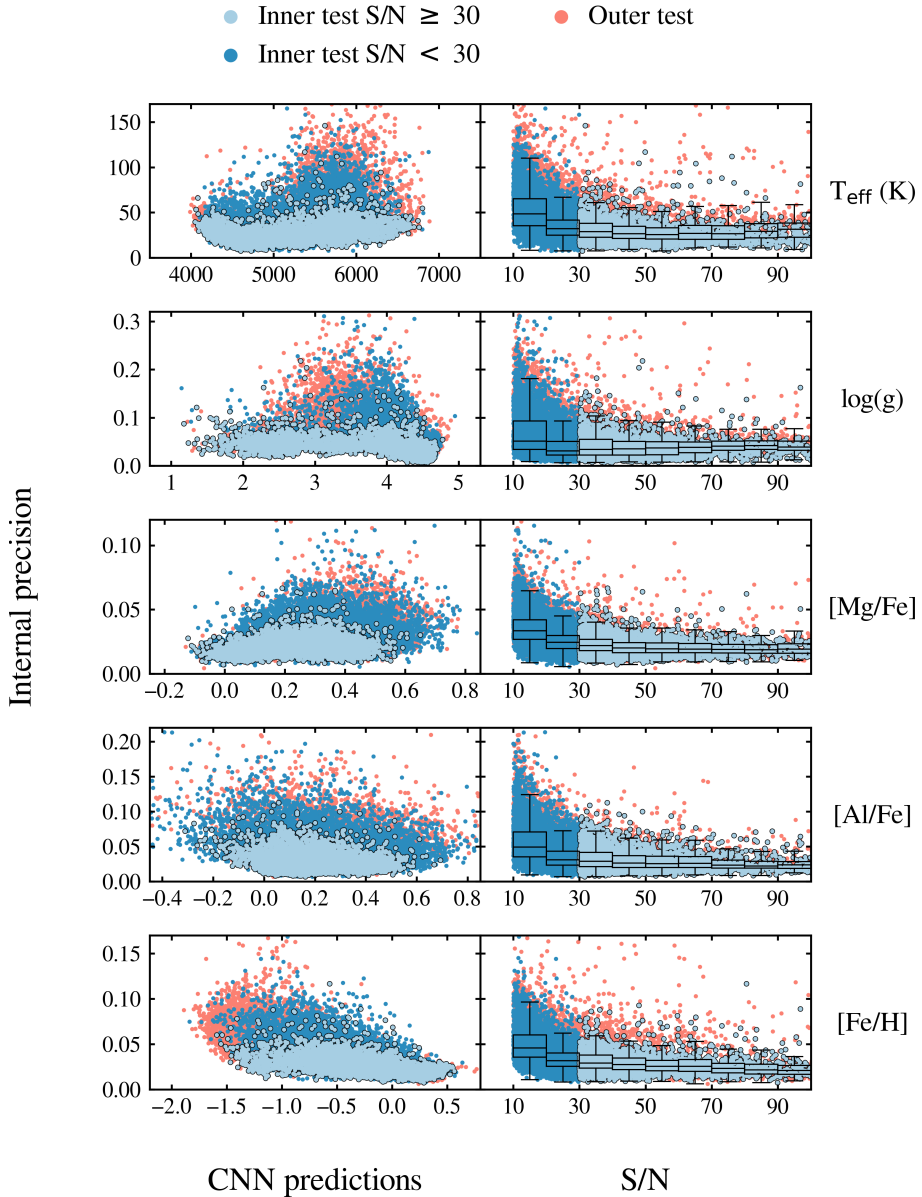 Inner test S/N ≥ 30
Outer test
Inner test S/N < 30
150
100
50
0
4000 5000 6000 7000
10 30 50 70 90
T_eff (K)
0.3
0.2
0.1
0.0
1 2 3 4 5
10 30 50 70 90
log(g)
Internal precision
0.10
0.05
0.00
−0.2 0.0 0.2 0.4 0.6 0.8
10 30 50 70 90
[Mg/Fe]
0.20
0.15
0.10
0.05
0.00
−0.4 −0.2 0.0 0.2 0.4 0.6 0.8
10 30 50 70 90
[Al/Fe]
0.15
0.10
0.05
0.00
−2.0 −1.5 −1.0 −0.5 0.0 0.5
10 30 50 70 90
[Fe/H]
CNN predictions
S/N